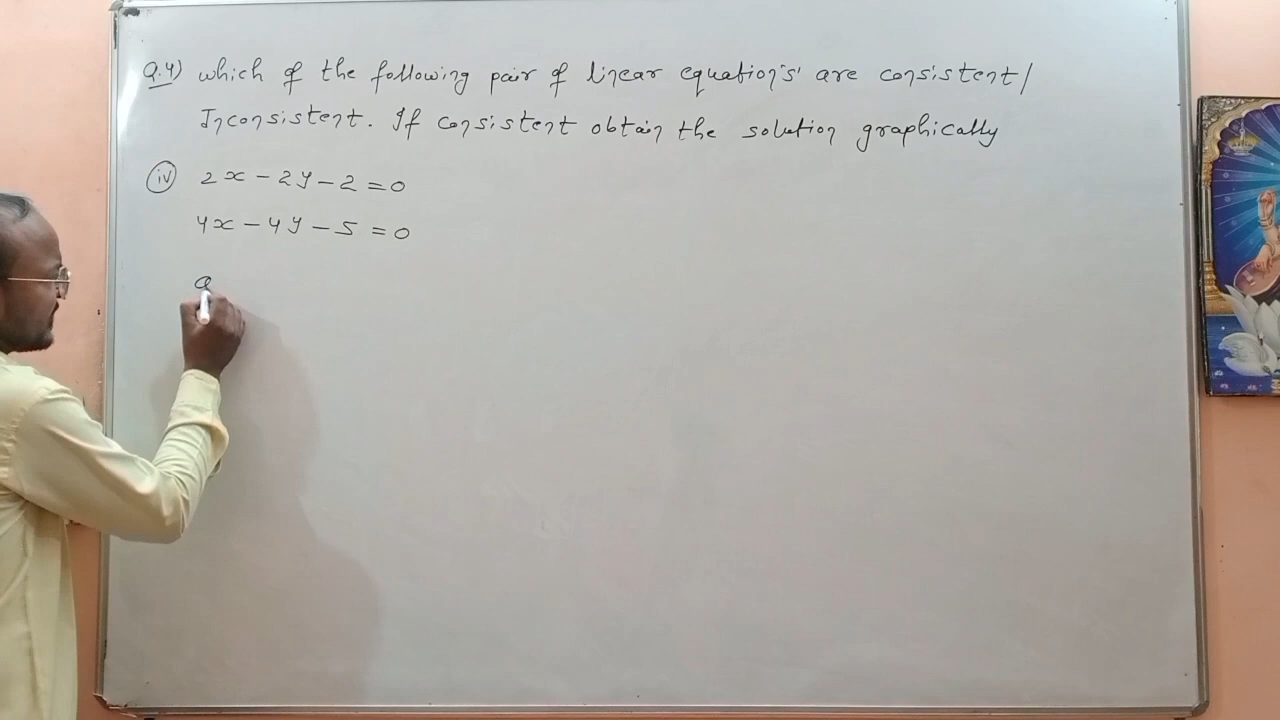 Q.4) which of the following pair of linear equations are consistent/
Inconsistent. If consistent obtain the solution graphically
iv 2x - 2y - 2 = 0
4x - 4y - 5 = 0
a